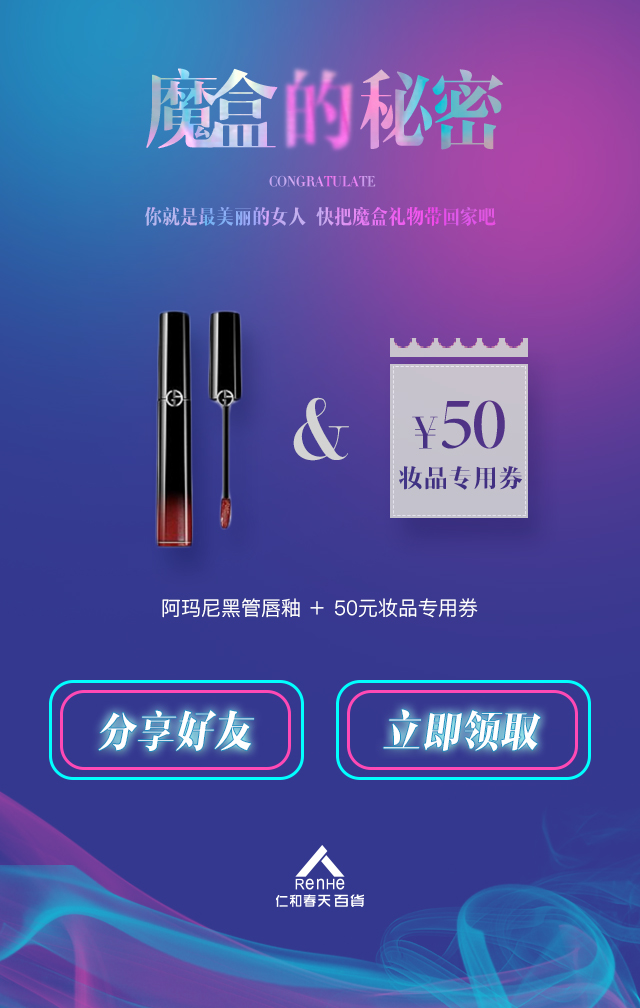 魔盒的秘密
CONGRATULATE
你就是最美丽的女人 快把魔盒礼物带回家吧
&
¥50
妆品专用券
阿玛尼黑管唇釉 + 50元妆品专用券
分享好友
立即领取
RENHE
仁和春天百貨